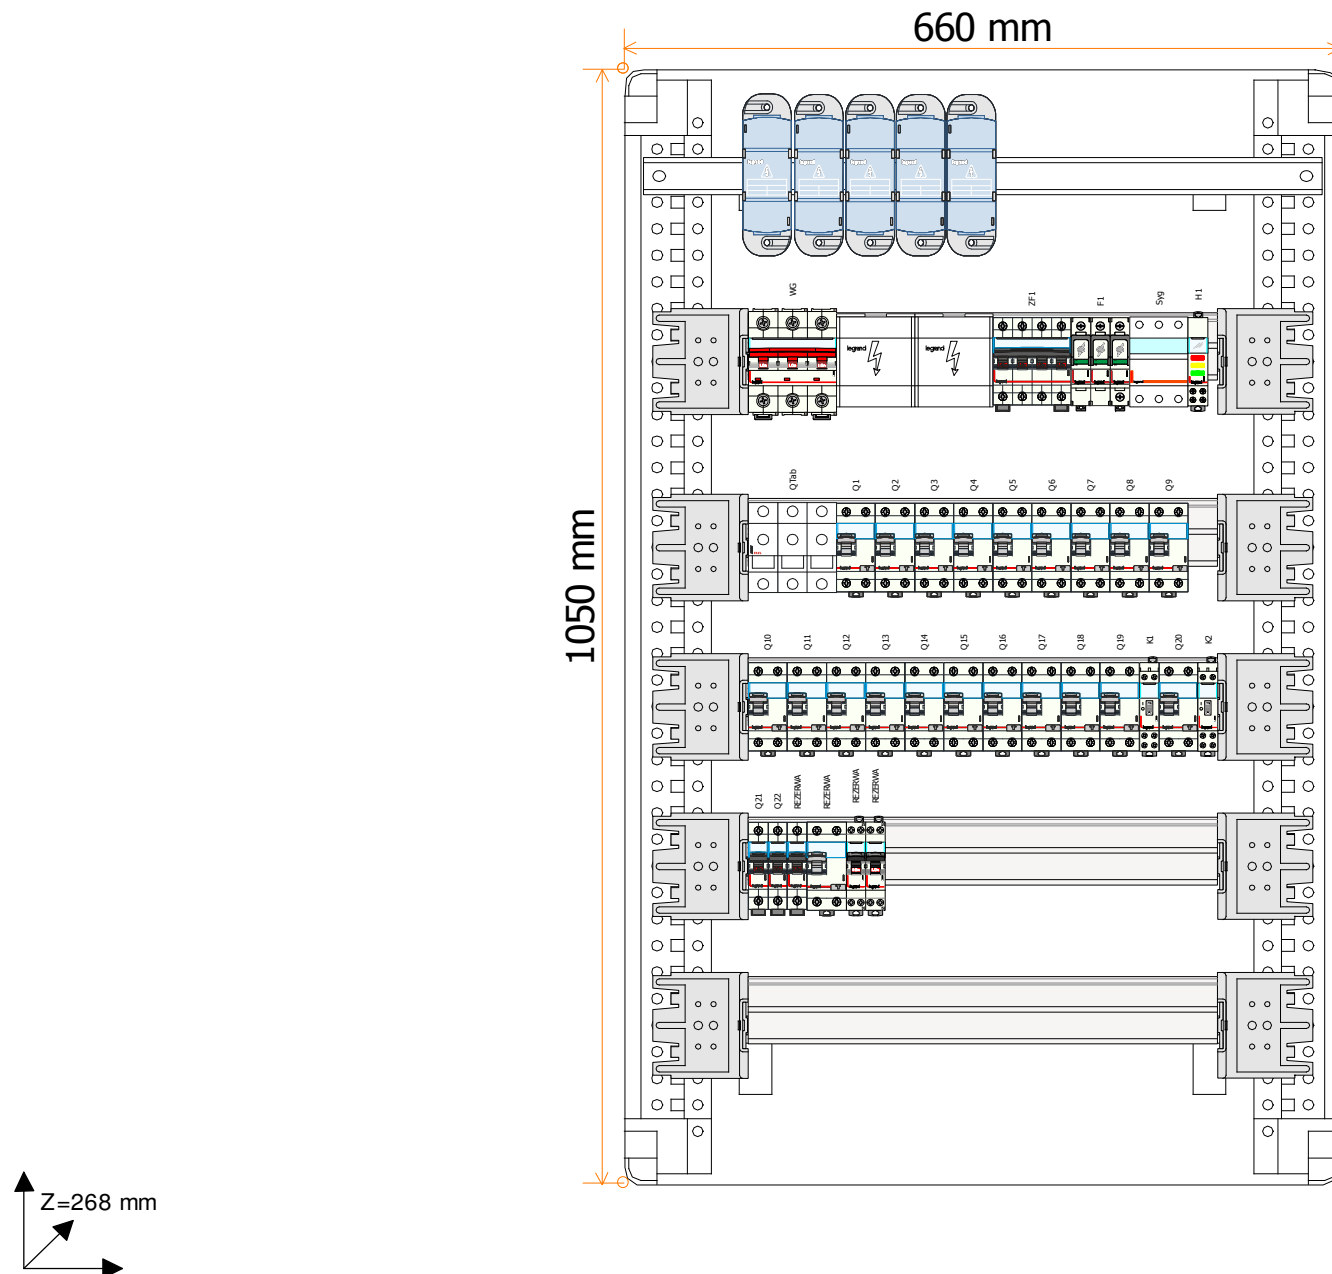 660 mm
1050 mm
WG
ZF1
F1
Syg
H1
legrand
legrand
QTab
Q1
Q2
Q3
Q4
Q5
Q6
Q7
Q8
Q9
Q10
Q11
Q12
Q13
Q14
Q15
Q16
Q17
Q18
Q19
K1
Q20
K2
Q21
Q22
REZERWA
REZERWA
REZERWA
REZERWA
Z=268 mm